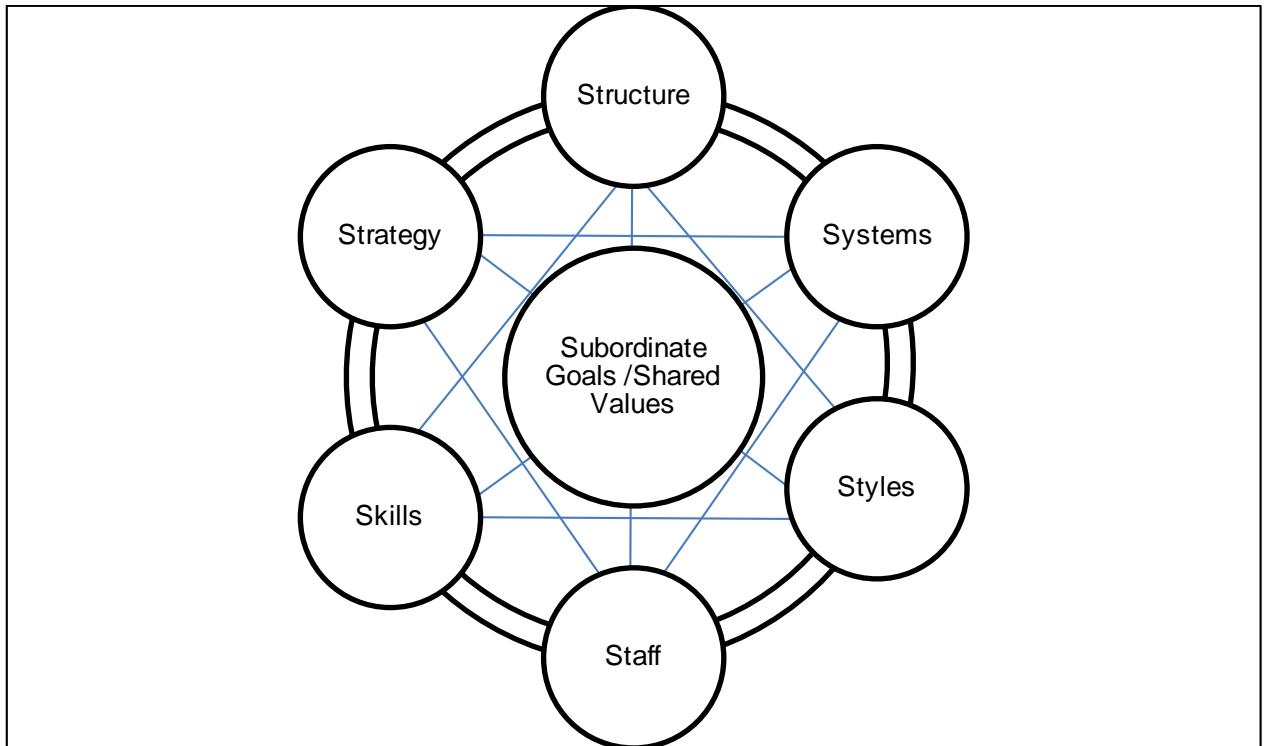 Structure
Strategy
Systems
Subordinate
Goals /Shared
Values
Skills
Styles
Staff